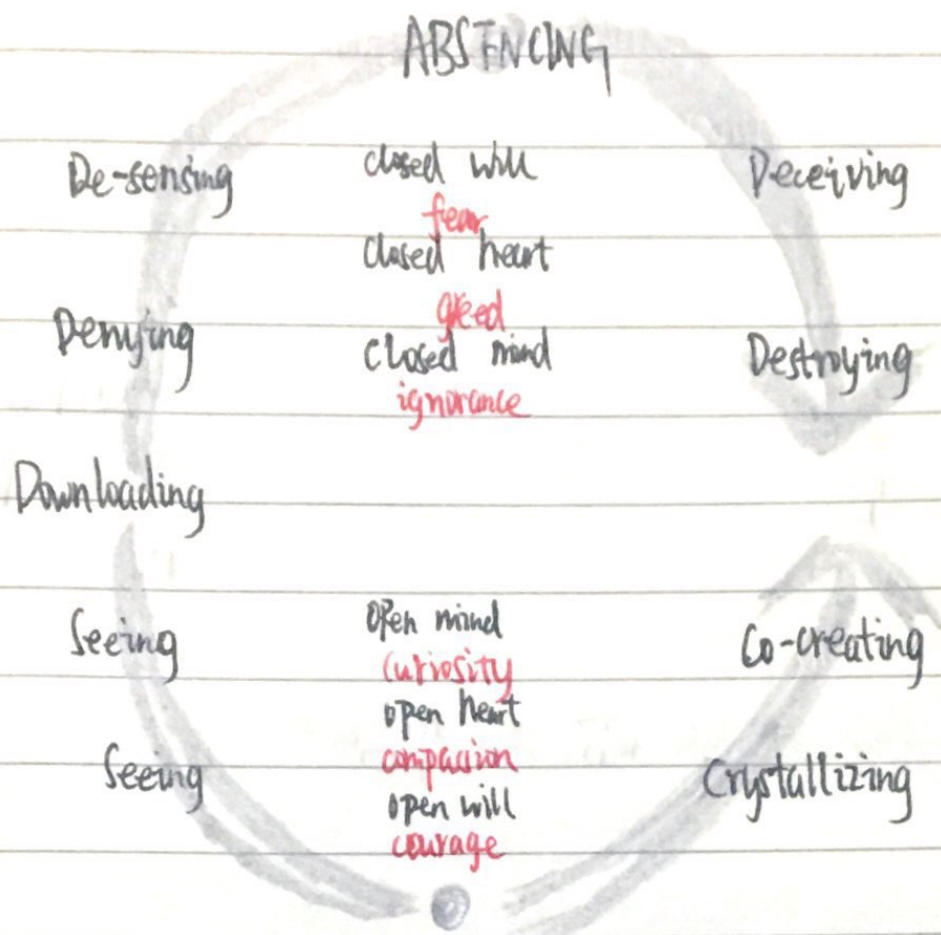 ABSENCING
De-sensing closed will Deceiving
fear
closed heart
greed
Denying closed mind Destroying
ignorance
Downloading
Seeing open mind Co-creating
curiosity
open heart
Seeing compacion Crystallizing
open will
courage